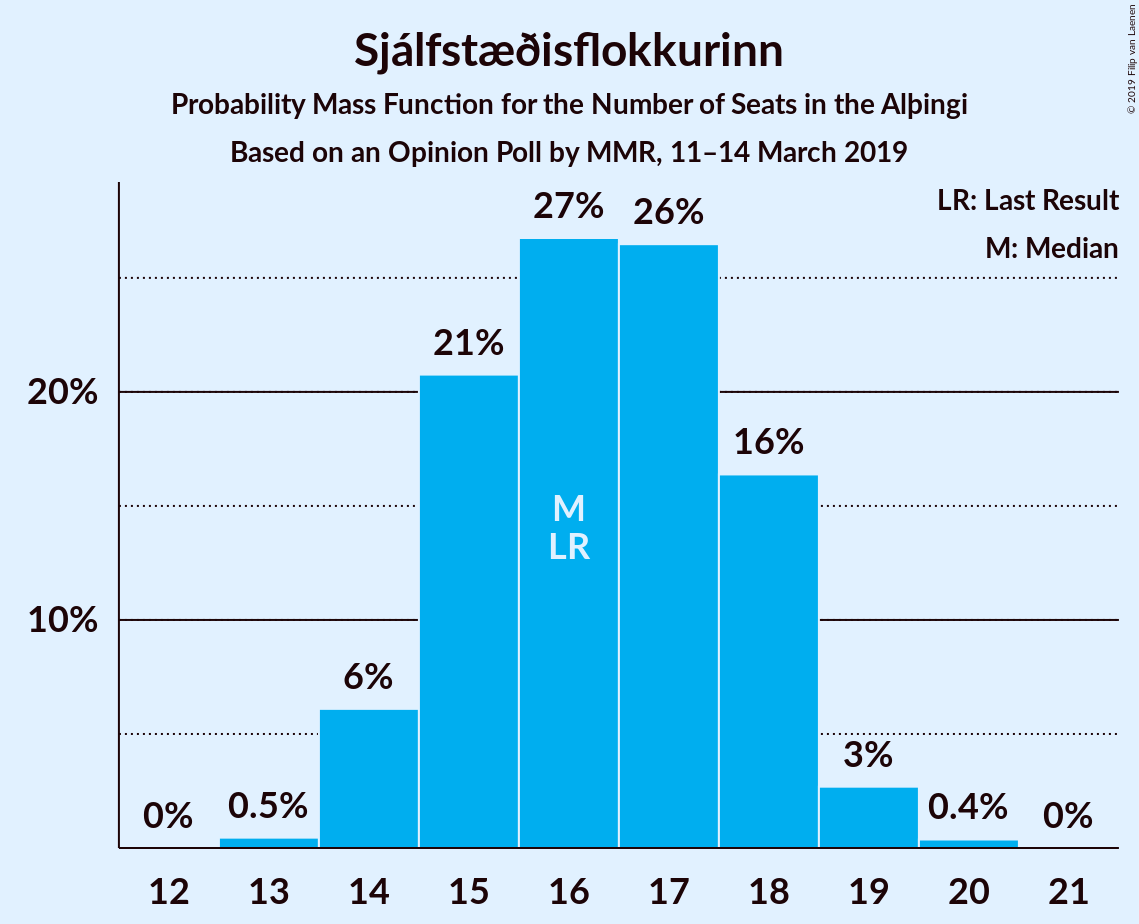 Sjálfstæðisflokkurinn
Probability Mass Function for the Number of Seats in the Alþingi
Based on an Opinion Poll by MMR, 11–14 March 2019
© 2019 Filip van Laenen
LR: Last Result
M: Median
27%
26%
21%
20%
16%
M
LR
10%
6%
3%
0%
0.5%
0.4%
0%
12 13 14 15 16 17 18 19 20 21